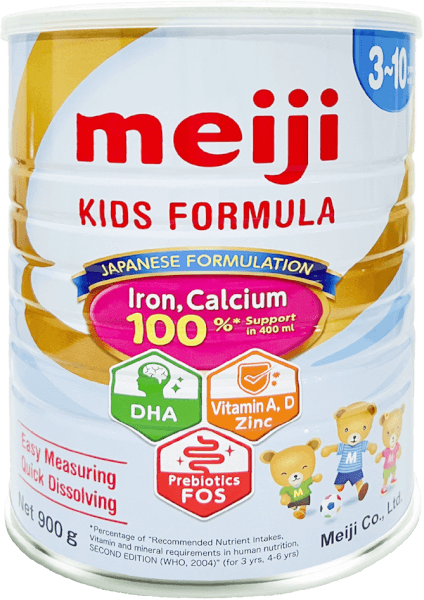 3~10
meiji
KIDS FORMULA
JAPANESE FORMULATION
Iron, Calcium
100%* Support
in 400 ml
DHA
Vitamin A, D
Zinc
Prebiotics
FOS
Easy Measuring
Quick Dissolving
Net 900 g
M
M
*Percentage of "Recommended Nutrient Intakes,
Vitamin and mineral requirements in human nutrition,
SECOND EDITION (WHO, 2004)" (for 3 yrs, 4-6 yrs)
Meiji Co., Ltd.